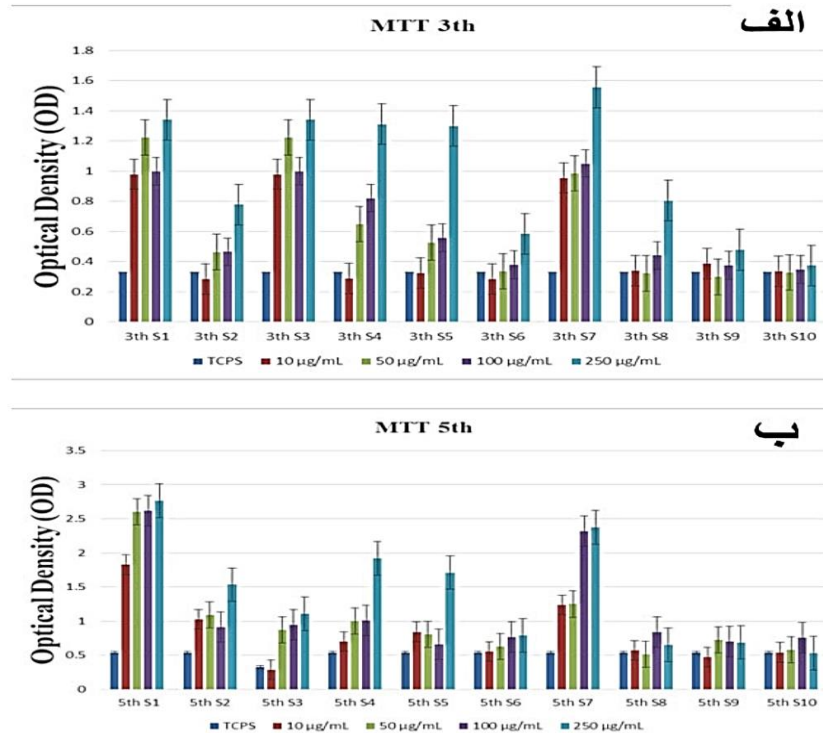 MTT 3th
الف
Optical Density (OD)
1.8
1.6
1.4
1.2
1
0.8
0.6
0.4
0.2
0
3th S1 3th S2 3th S3 3th S4 3th S5 3th S6 3th S7 3th S8 3th S9 3th S10
TCPS 10 µg/mL 50 µg/mL 100 µg/mL 250 µg/mL
MTT 5th
ب
Optical Density (OD)
3.5
3
2.5
2
1.5
1
0.5
0
5th S1 5th S2 5th S3 5th S4 5th S5 5th S6 5th S7 5th S8 5th S9 5th S10
TCPS 10 µg/mL 50 µg/mL 100 µg/mL 250 µg/mL